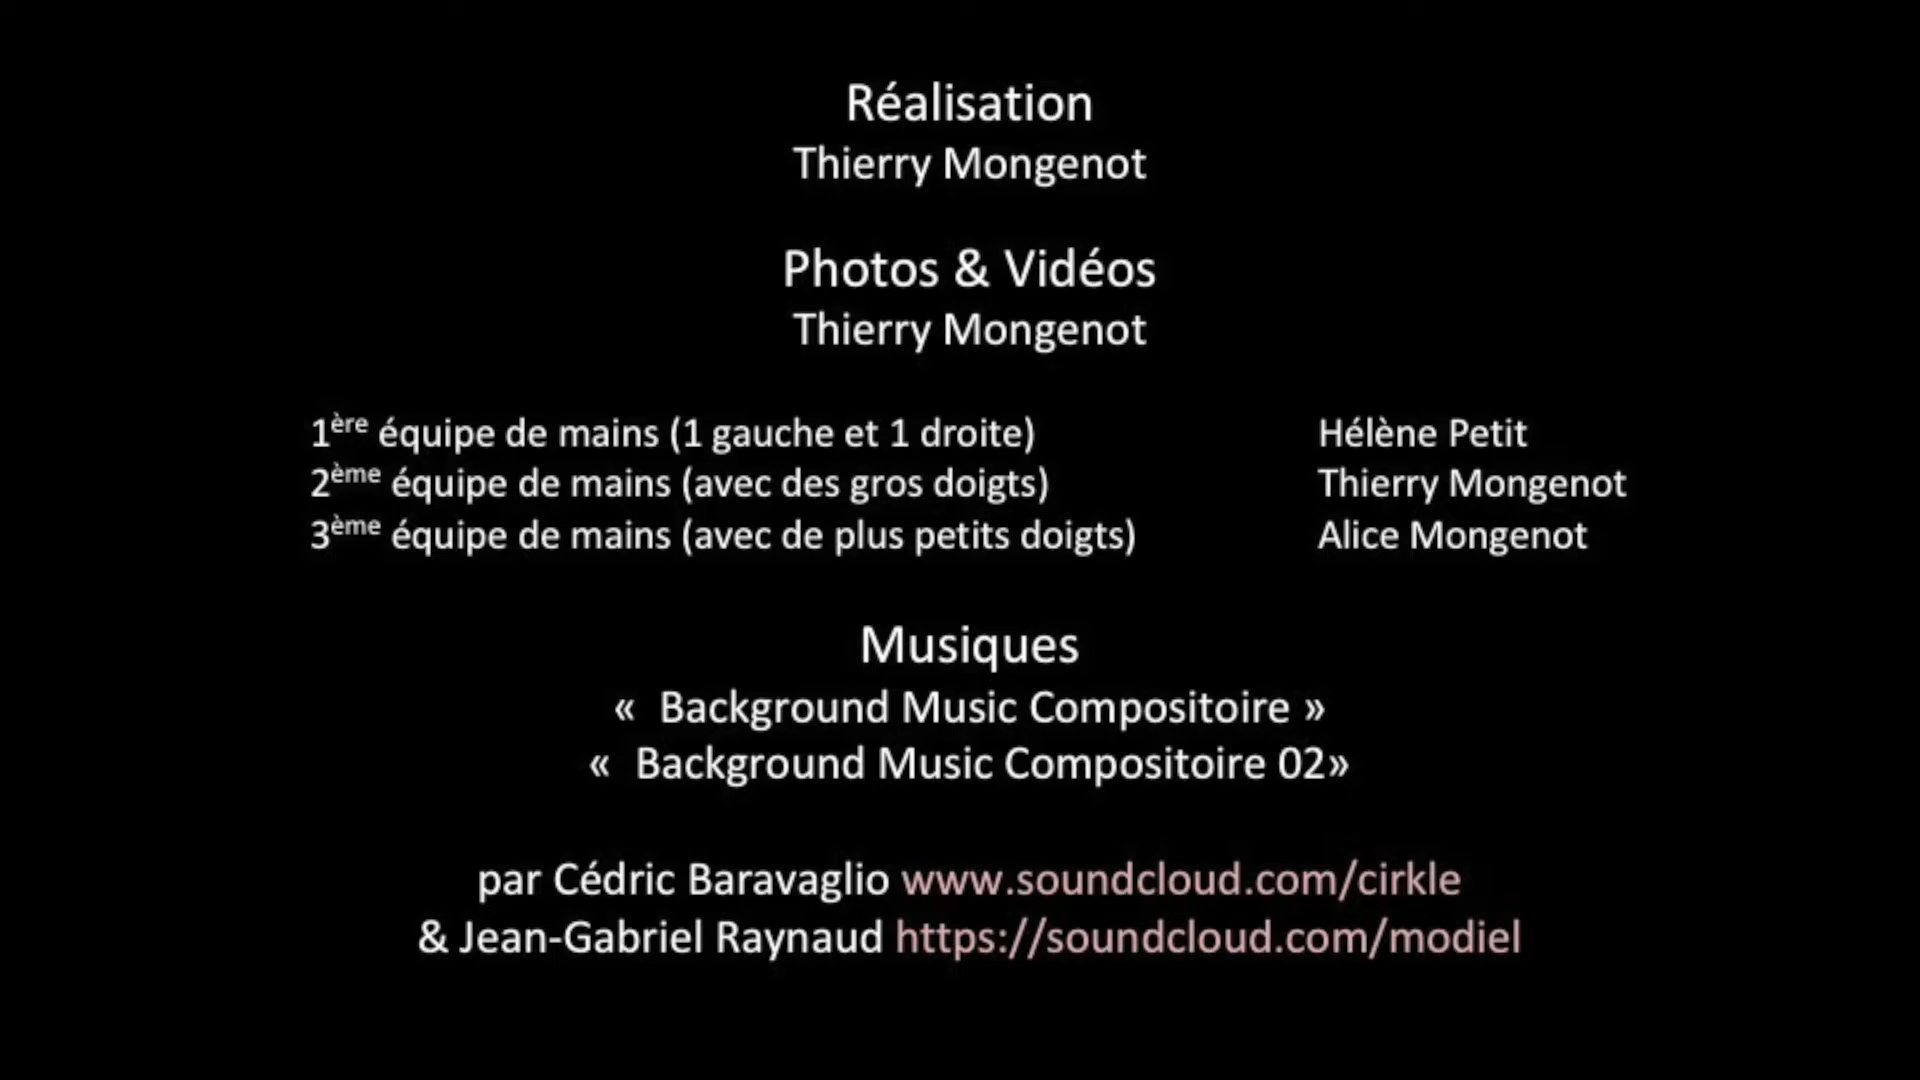 Réalisation
Thierry Mongenot
Photos & Vidéos
Thierry Mongenot
1ère équipe de mains (1 gauche et 1 droite) Hélène Petit
2ème équipe de mains (avec des gros doigts) Thierry Mongenot
3ème équipe de mains (avec de plus petits doigts) Alice Mongenot
Musiques
«  Background Music Compositoire »
«  Background Music Compositoire 02»
par Cédric Baravaglio www.soundcloud.com/cirkle
& Jean-Gabriel Raynaud https://soundcloud.com/modiel